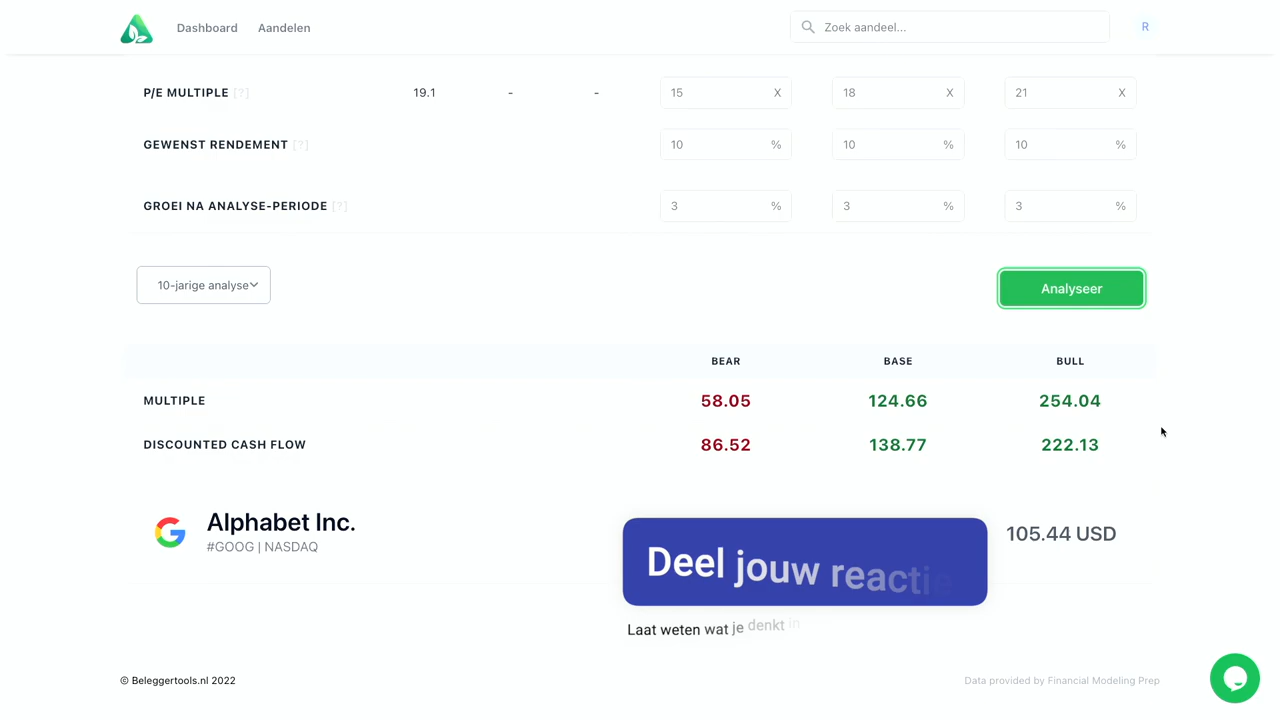 Dashboard Aandelen Zoek aandeel... R
P/E MULTIPLE [?] 19.1 - - 15 X 18 X 21 X
GEWENST RENDEMENT [?] 10 % 10 % 10 %
GROEI NA ANALYSE-PERIODE [?] 3 % 3 % 3 %
10-jarige analyse Analyseer
BEAR BASE BULL
MULTIPLE 58.05 124.66 254.04
DISCOUNTED CASH FLOW 86.52 138.77 222.13
Alphabet Inc.
#GOOG | NASDAQ
105.44 USD
Deel jouw reactie
Laat weten wat je denkt in
© Beleggertools.nl 2022 Data provided by Financial Modeling Prep